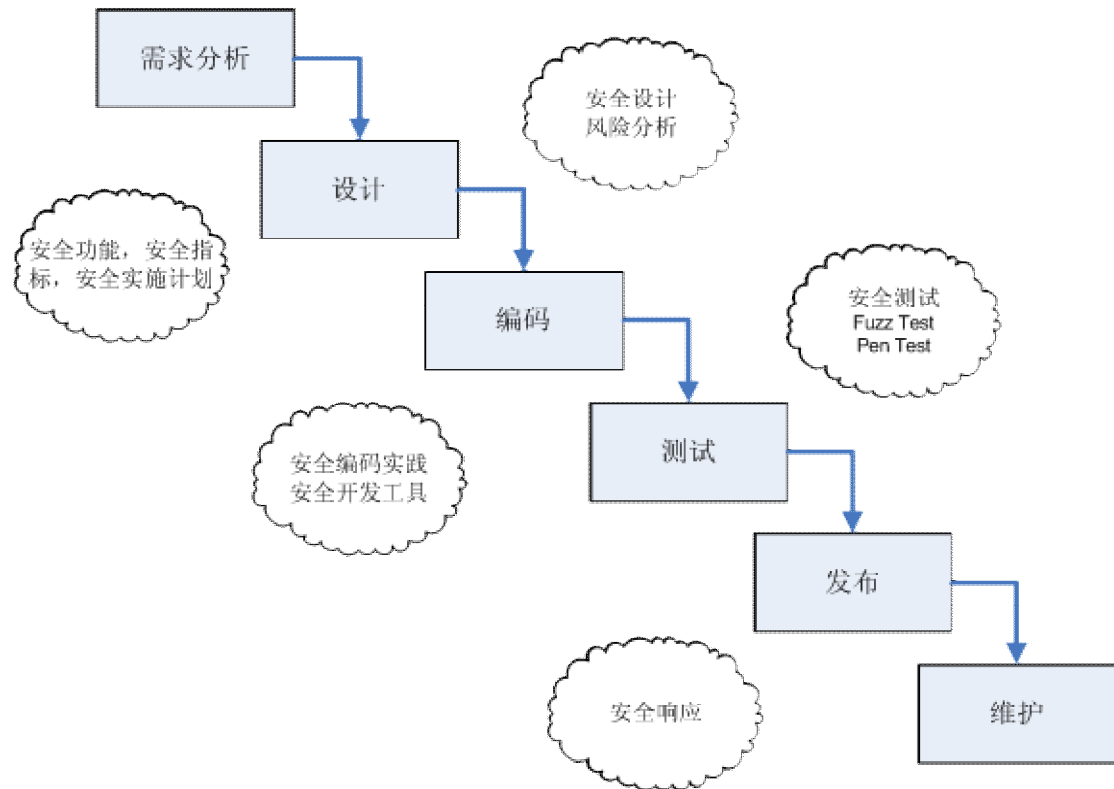 需求分析
安全设计
风险分析
设计
安全功能，安全指
标，安全实施计划
编码
安全测试
Fuzz Test
Pen Test
测试
安全编码实践
安全开发工具
发布
安全响应
维护